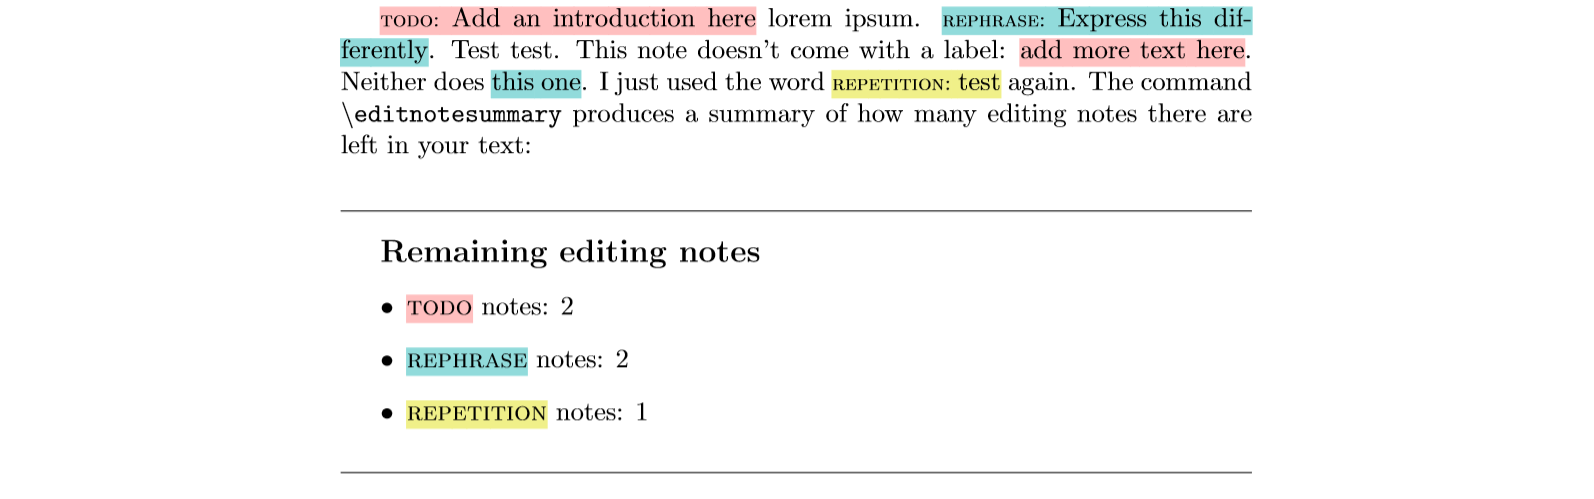 TODO: Add an introduction here lorem ipsum. REPHRASE: Express this dif-
ferently. Test test. This note doesn't come with a label: add more text here.
Neither does this one. I just used the word REPETITION: test again. The command
\editnotesummary produces a summary of how many editing notes there are
left in your text:
Remaining editing notes
• TODO notes: 2
• REPHRASE notes: 2
• REPETITION notes: 1